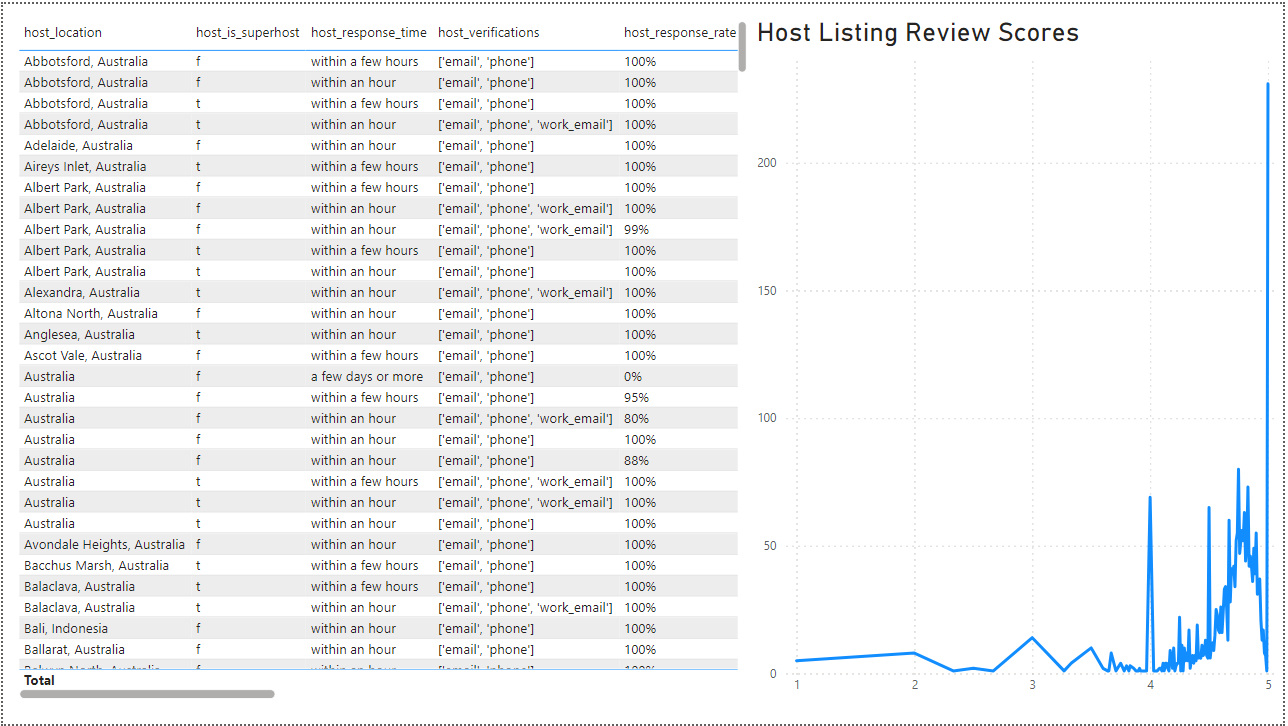 host_location host_is_superhost host_response_time host_verifications host_response_rate
Abbotsford, Australia f within a few hours ['email', 'phone'] 100%
Abbotsford, Australia f within an hour ['email', 'phone'] 100%
Abbotsford, Australia t within a few hours ['email', 'phone'] 100%
Abbotsford, Australia t within an hour ['email', 'phone', 'work_email'] 100%
Adelaide, Australia f within an hour ['email', 'phone'] 100%
Aireys Inlet, Australia t within a few hours ['email', 'phone'] 100%
Albert Park, Australia f within a few hours ['email', 'phone'] 100%
Albert Park, Australia f within an hour ['email', 'phone', 'work_email'] 100%
Albert Park, Australia f within an hour ['email', 'phone', 'work_email'] 99%
Albert Park, Australia t within a few hours ['email', 'phone'] 100%
Albert Park, Australia t within an hour ['email', 'phone'] 100%
Alexandra, Australia t within an hour ['email', 'phone', 'work_email'] 100%
Altona North, Australia f within an hour ['email', 'phone'] 100%
Anglesea, Australia t within an hour ['email', 'phone'] 100%
Ascot Vale, Australia f within a few hours ['email', 'phone'] 100%
Australia f a few days or more ['email', 'phone'] 0%
Australia f within a few hours ['email', 'phone'] 95%
Australia f within an hour ['email', 'phone', 'work_email'] 80%
Australia f within an hour ['email', 'phone'] 100%
Australia f within an hour ['email', 'phone'] 88%
Australia t within a few hours ['email', 'phone', 'work_email'] 100%
Australia t within an hour ['email', 'phone', 'work_email'] 100%
Australia t within an hour ['email', 'phone'] 100%
Avondale Heights, Australia f within an hour ['email', 'phone'] 100%
Bacchus Marsh, Australia t within a few hours ['email', 'phone'] 100%
Balaclava, Australia t within a few hours ['email', 'phone'] 100%
Balaclava, Australia t within an hour ['email', 'phone', 'work_email'] 100%
Bali, Indonesia f within an hour ['email', 'phone'] 100%
Ballarat, Australia f within an hour ['email', 'phone'] 100%
Total
Host Listing Review Scores
200
150
100
50
0
1 2 3 4 5